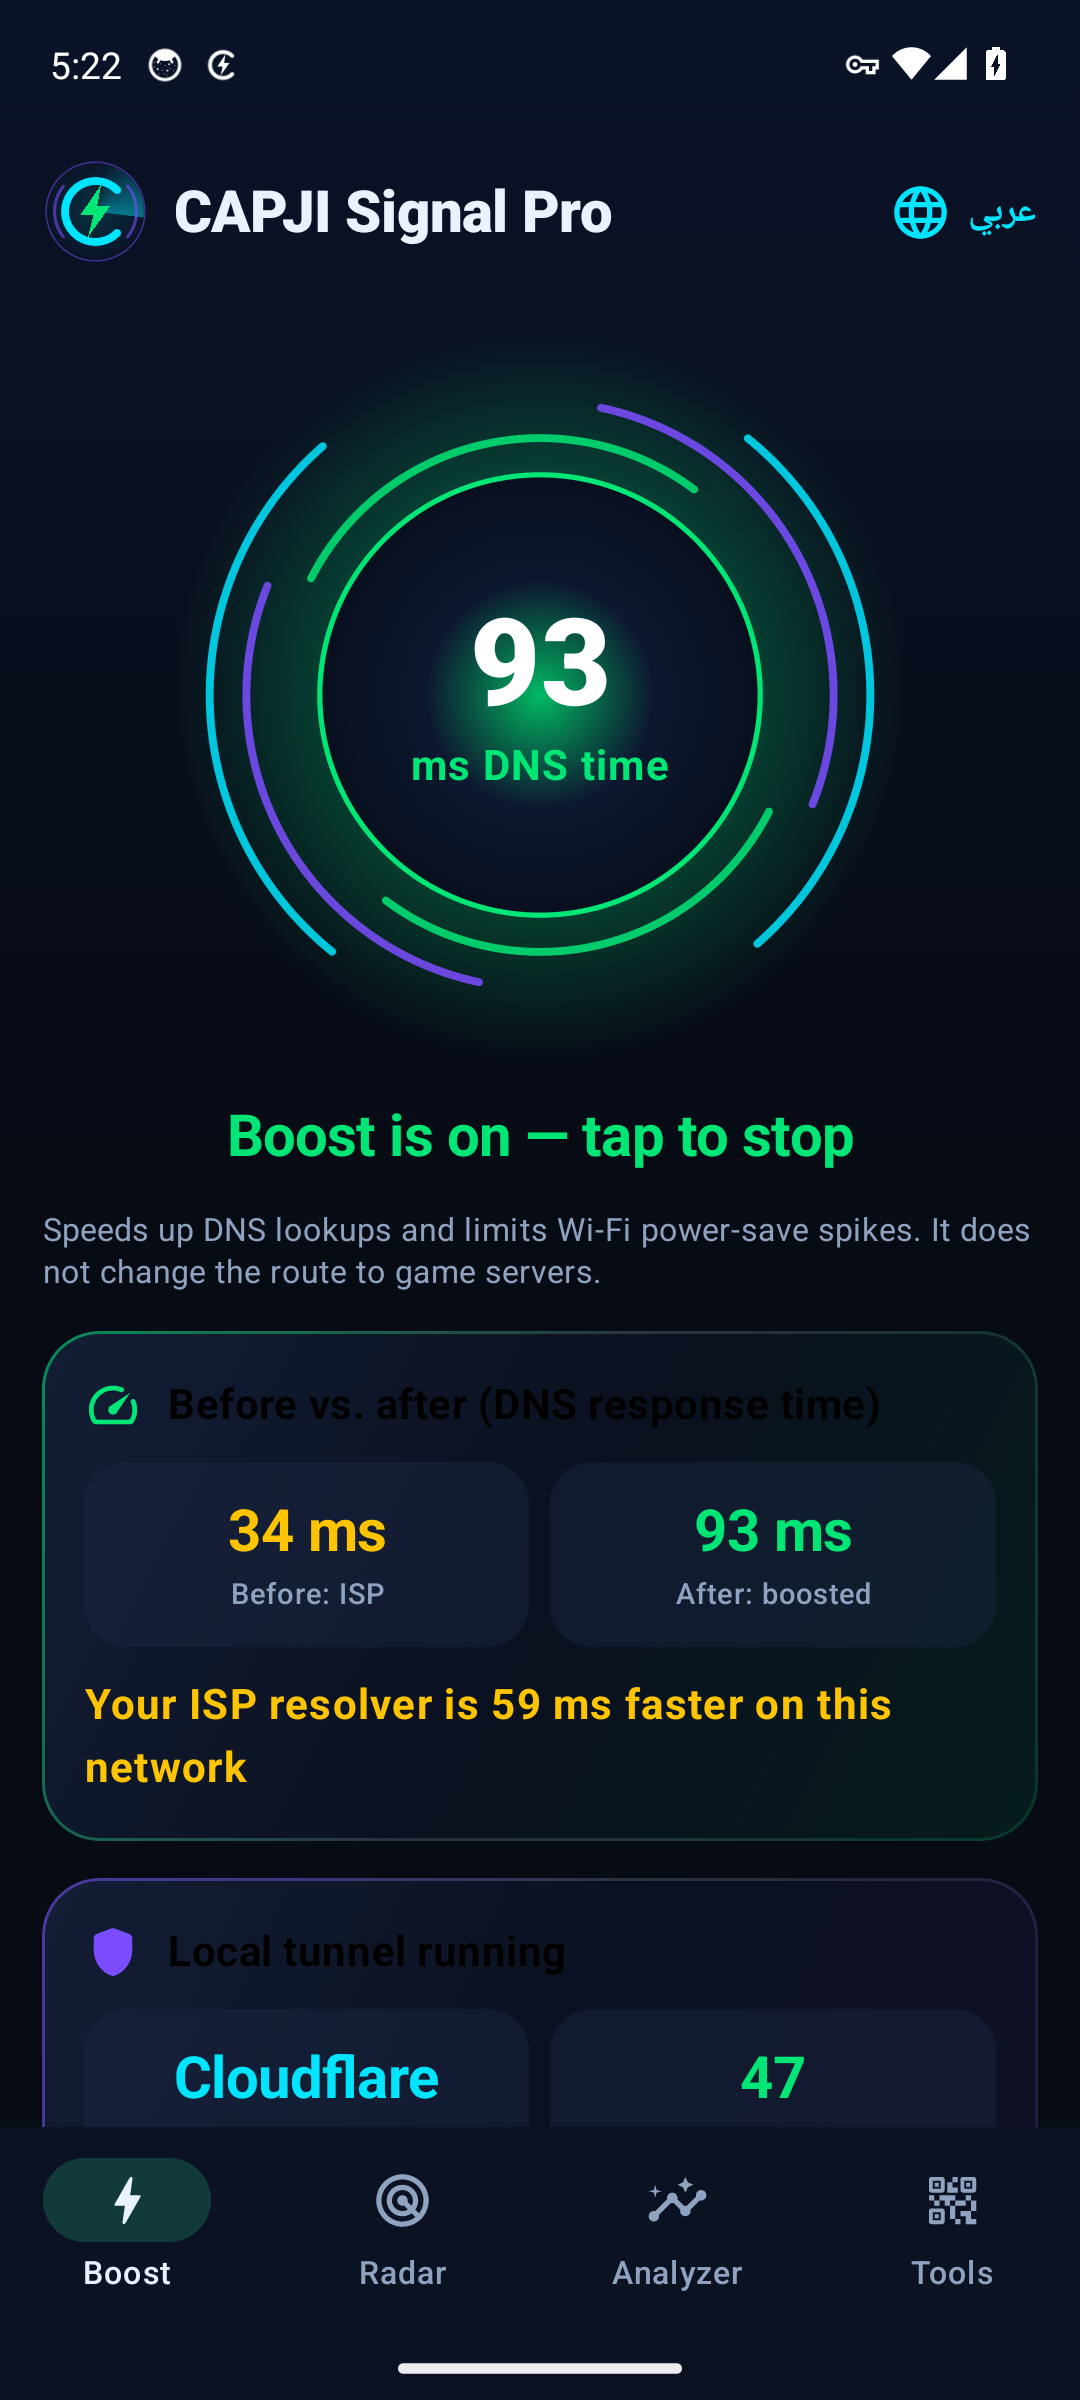 5:22
CAPJI Signal Pro
عربي
93
ms DNS time
Boost is on — tap to stop
Speeds up DNS lookups and limits Wi-Fi power-save spikes. It does
not change the route to game servers.
Before vs. after (DNS response time)
34 ms
Before: ISP
93 ms
After: boosted
Your ISP resolver is 59 ms faster on this
network
Local tunnel running
Cloudflare
47
Boost
Radar
Analyzer
Tools